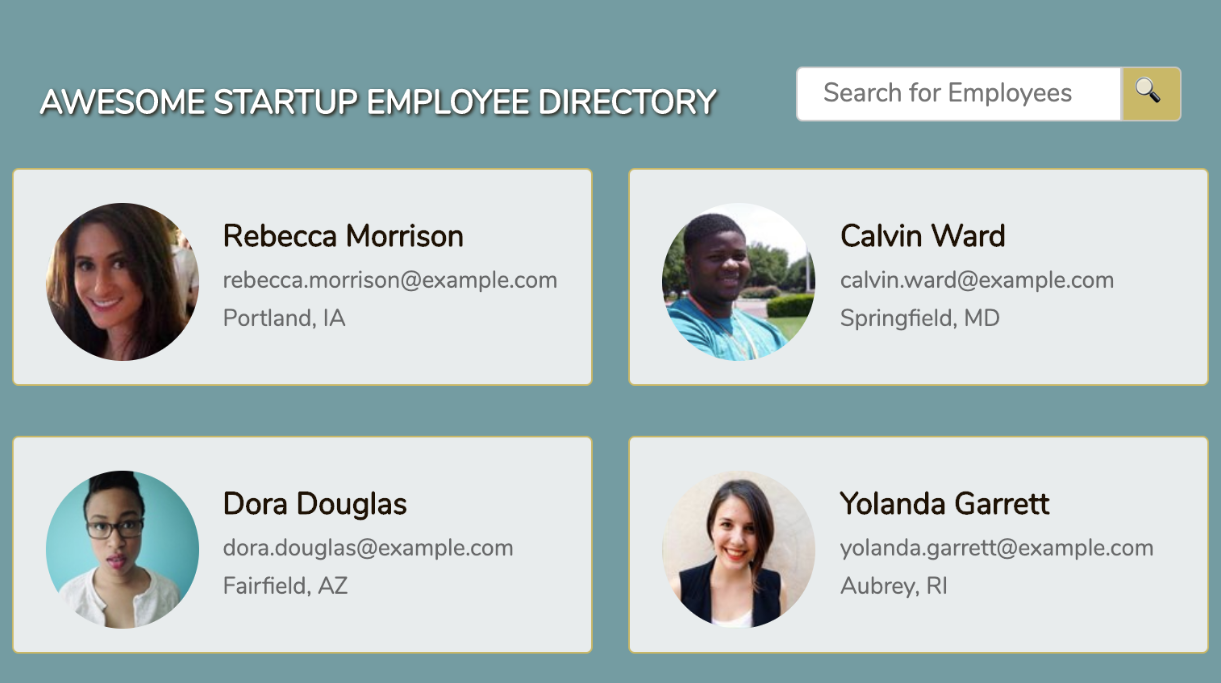 AWESOME STARTUP EMPLOYEE DIRECTORY
Search for Employees
Rebecca Morrison
rebecca.morrison@example.com
Portland, IA
Calvin Ward
calvin.ward@example.com
Springfield, MD
Dora Douglas
dora.douglas@example.com
Fairfield, AZ
Yolanda Garrett
yolanda.garrett@example.com
Aubrey, RI